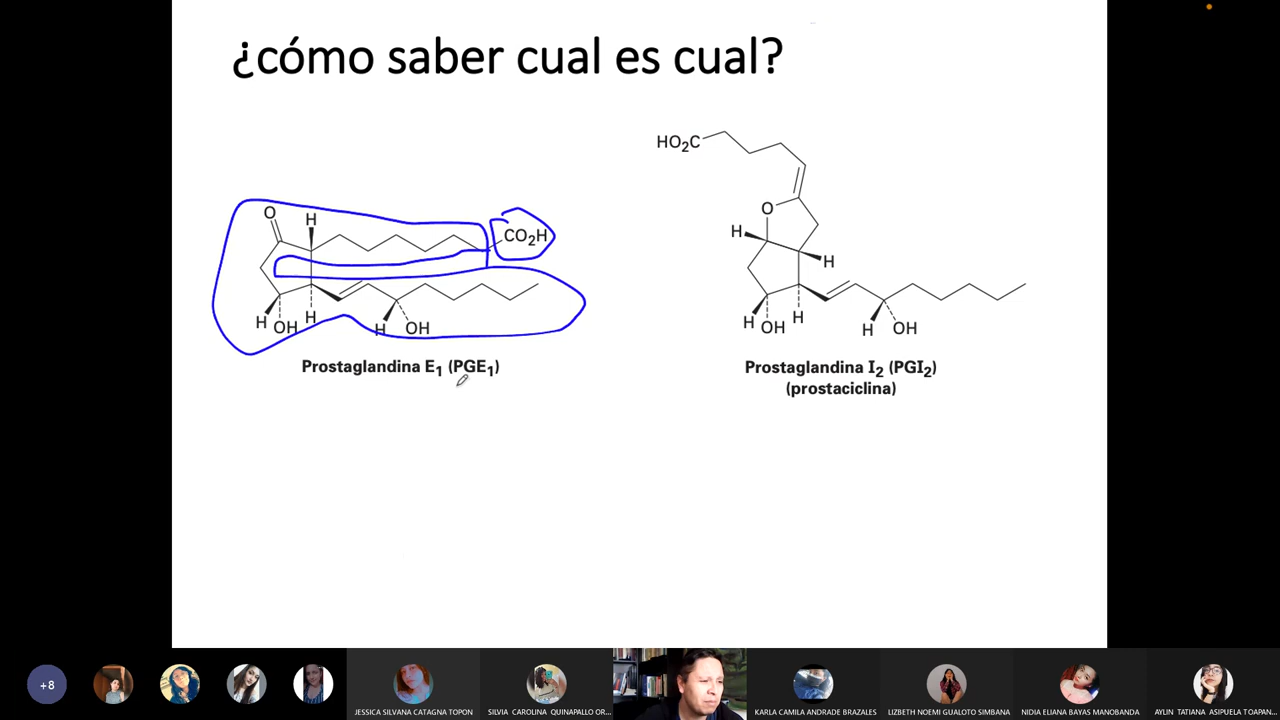 ¿cómo saber cual es cual?
HO₂C
O
H
H
O
H
CO₂H
H
H
OH
H
H
OH
H
OH
H
H
OH
Prostaglandina E₁ (PGE₁)
Prostaglandina I₂ (PGI₂)
(prostaciclina)
+8
JESSICA SILVANA CATAGNA TOPON
SILVIA CAROLINA QUINAPALLO OR...
KARLA CAMILA ANDRADE BRAZALES
LIZBETH NOEMI GUALOTO SIMBANA
NIDIA ELIANA BAYAS MANOBANDA
AYLIN TATIANA ASIPUELA TOAPAN...